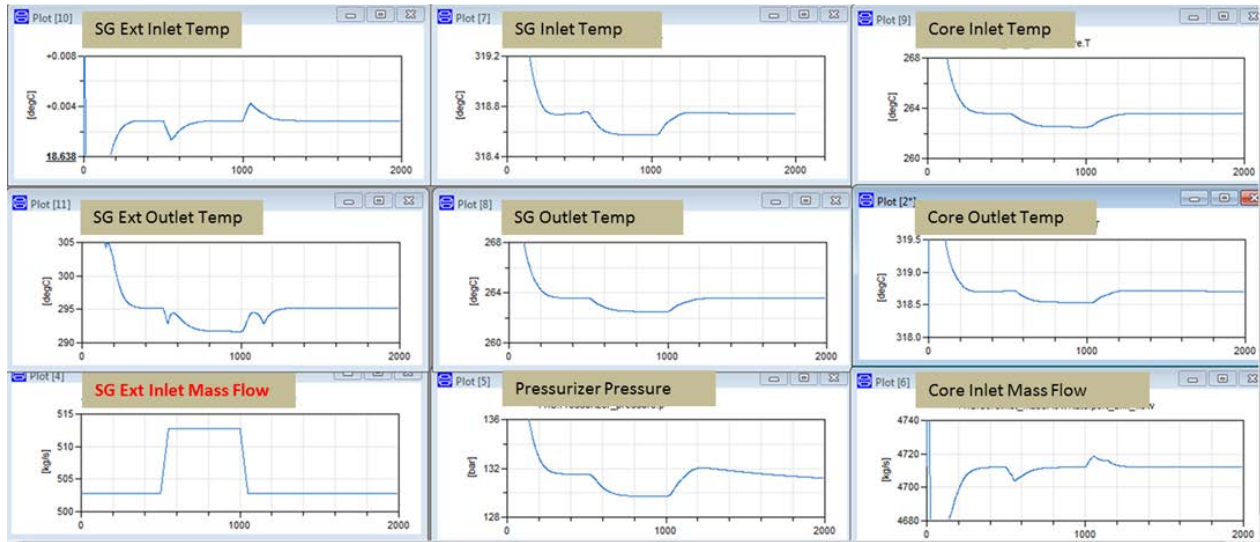 Plot [10]
SG Ext Inlet Temp
+0.008
+0.004
18.638
[degC]
1000
2000
Plot [7]
SG Inlet Temp
319.2
318.8
318.4
[degC]
0
1000
2000
Plot [9]
Core Inlet Temp
re.T
268
264
260
[degC]
0
1000
2000
Plot [11]
SG Ext Outlet Temp
305
300
295
290
[degC]
0
1000
2000
Plot [8]
SG Outlet Temp
268
264
260
[degC]
0
1000
2000
Plot [2*]
Core Outlet Temp
319.5
319.0
318.5
318.0
[degC]
0
1000
2000
Plot [4]
SG Ext Inlet Mass Flow
515
510
505
500
[kg/s]
0
1000
2000
Plot [5]
Pressurizer Pressure
136
132
128
[bar]
0
1000
2000
Plot [6]
Core Inlet Mass Flow
4740
4720
4700
4680
[kg/s]
0
1000
2000